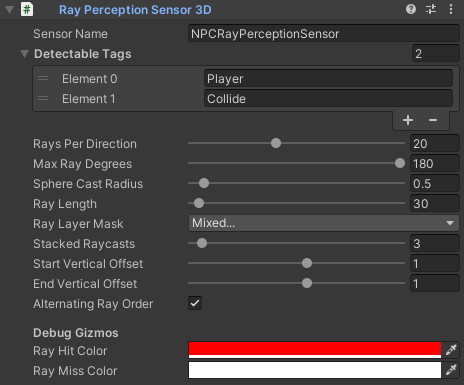 Ray Perception Sensor 3D
Sensor Name NPCRayPerceptionSensor
Detectable Tags 2
Element 0 Player
Element 1 Collide
Rays Per Direction 20
Max Ray Degrees 180
Sphere Cast Radius 0.5
Ray Length 30
Ray Layer Mask Mixed...
Stacked Raycasts 3
Start Vertical Offset 1
End Vertical Offset 1
Alternating Ray Order
Debug Gizmos
Ray Hit Color
Ray Miss Color